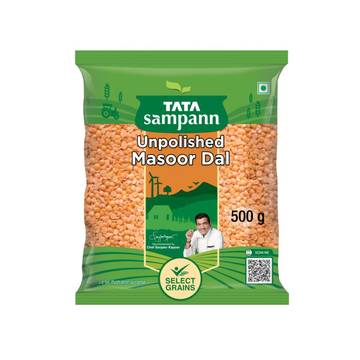 TATA
sampann
Unpolished
Masoor Dal
500 g
Chef Sanjeev Kapoor
SELECT
GRAINS